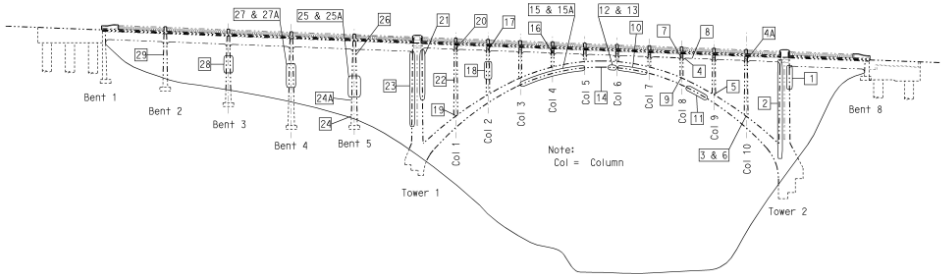 27 & 27A
25 & 25A
26
21
20
17
15 & 15A
12 & 13
16
10
7
8
4A
29
28
24A
24
23
22
19
18
14
4
9
11
5
3 & 6
2
1
Bent 1
Bent 2
Bent 3
Bent 4
Bent 5
Tower 1
Col 1
Col 2
Col 3
Col 4
Col 5
Col 6
Col 7
Col 8
Col 9
Col 10
Tower 2
Bent 8
Note:
Col = Column